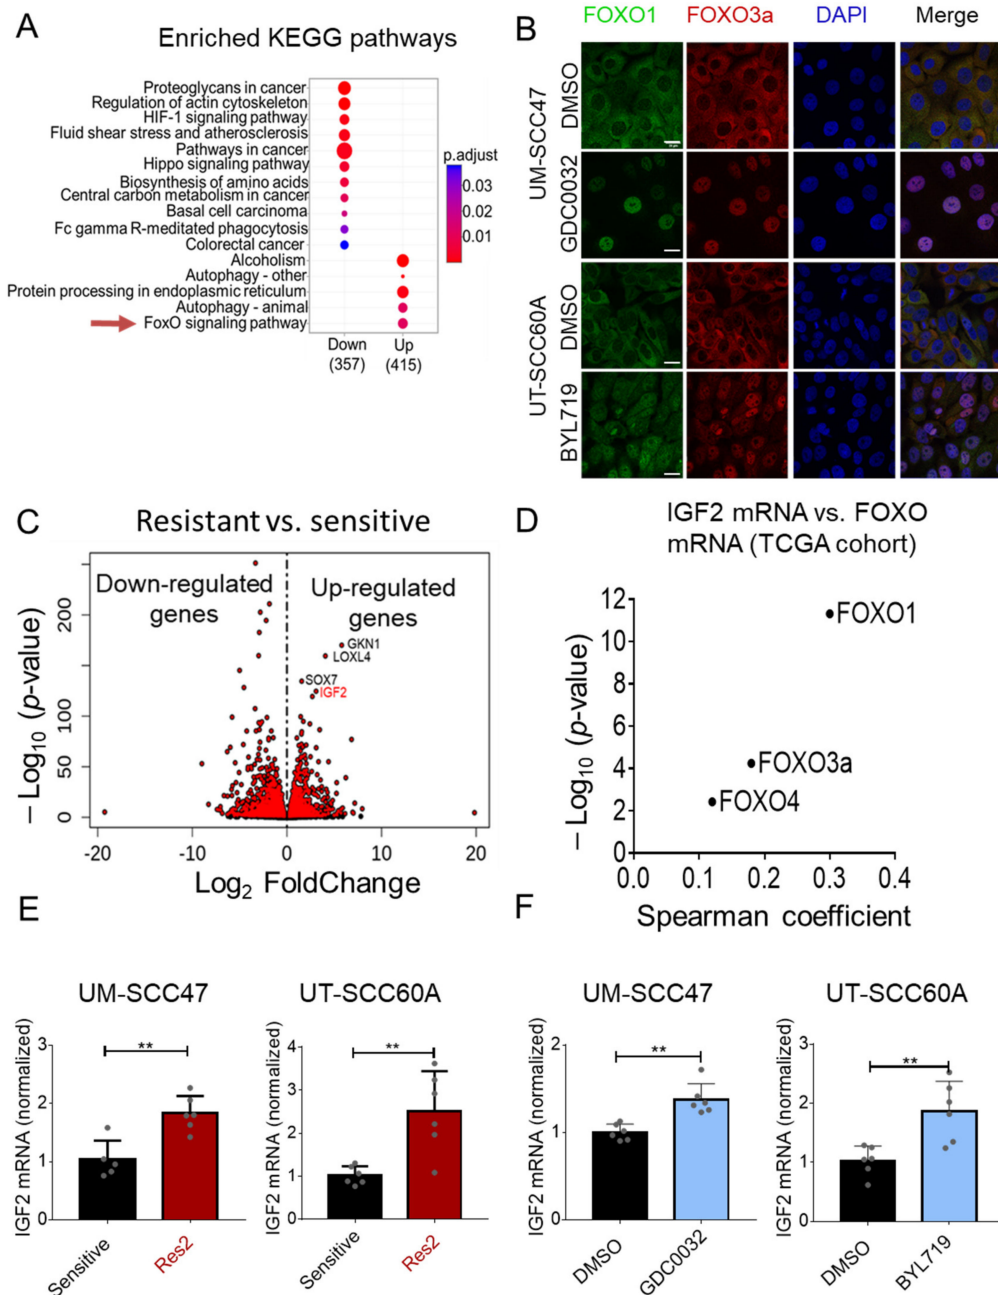 A
Enriched KEGG pathways
Proteoglycans in cancer
Regulation of actin cytoskeleton
HIF-1 signaling pathway
Fluid shear stress and atherosclerosis
Pathways in cancer
Hippo signaling pathway
Biosynthesis of amino acids
Central carbon metabolism in cancer
Basal cell carcinoma
Fc gamma R-meditated phagocytosis
Colorectal cancer
Alcoholism
Autophagy - other
Protein processing in endoplasmic reticulum
Autophagy - animal
FoxO signaling pathway
Down
(357)
Up
(415)
p.adjust
0.03
0.02
0.01
B
FOXO1
FOXO3a
DAPI
Merge
UM-SCC47
DMSO
GDC0032
UT-SCC60A
DMSO
BYL719
C
Resistant vs. sensitive
Down-regulated
genes
Up-regulated
genes
GKN1
LOXL4
SOX7
IGF2
– Log10 (p-value)
200
100
50
0
-20
-10
0
10
20
Log2 FoldChange
D
IGF2 mRNA vs. FOXO
mRNA (TCGA cohort)
– Log10 (p-value)
12
10
8
6
4
2
0
FOXO1
FOXO3a
FOXO4
0.0
0.1
0.2
0.3
0.4
Spearman coefficient
E
UM-SCC47
IGF2 mRNA (normalized)
3
2
1
0
**
Sensitive
Res2
UT-SCC60A
IGF2 mRNA (normalized)
4
3
2
1
0
**
Sensitive
Res2
F
UM-SCC47
IGF2 mRNA (normalized)
2
1
0
**
DMSO
GDC0032
UT-SCC60A
IGF2 mRNA (normalized)
3
2
1
0
**
DMSO
BYL719